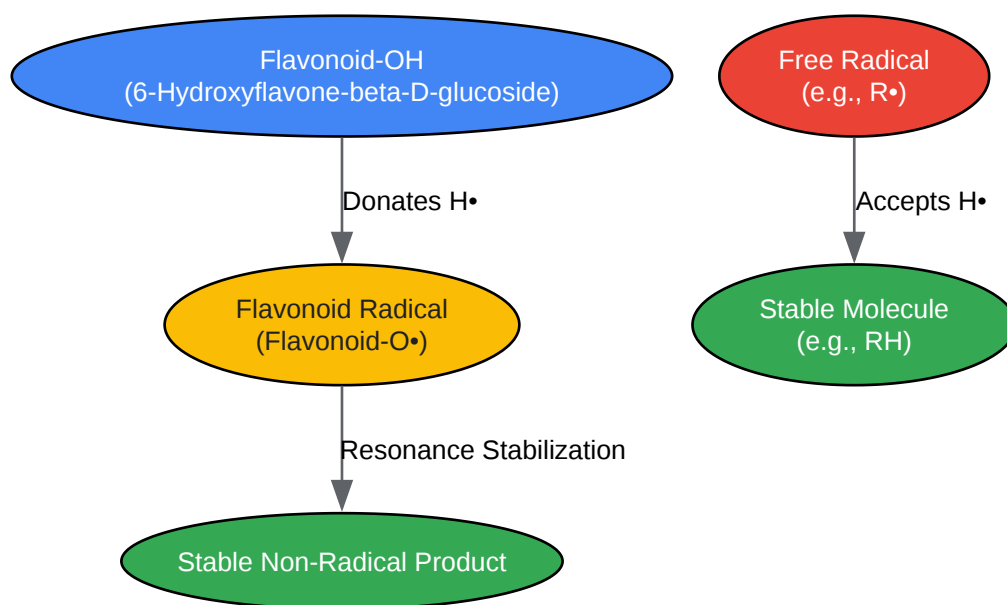 Flavonoid-OH
(6-Hydroxyflavone-beta-D-glucoside)
Free Radical
(e.g., R•)
Donates H•
Accepts H•
Flavonoid Radical
(Flavonoid-O•)
Stable Molecule
(e.g., RH)
Resonance Stabilization
Stable Non-Radical Product